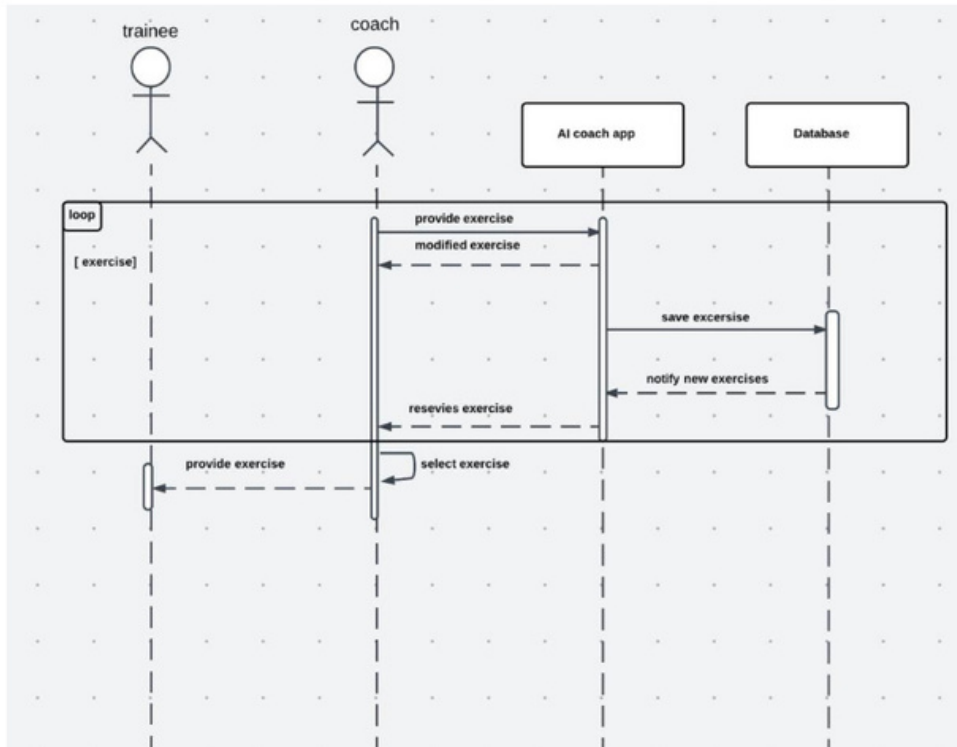 trainee
coach
AI coach app
Database
loop
provide exercise
modified exercise
[ exercise]
save excersise
notify new exercises
resevies exercise
provide exercise
select exercise